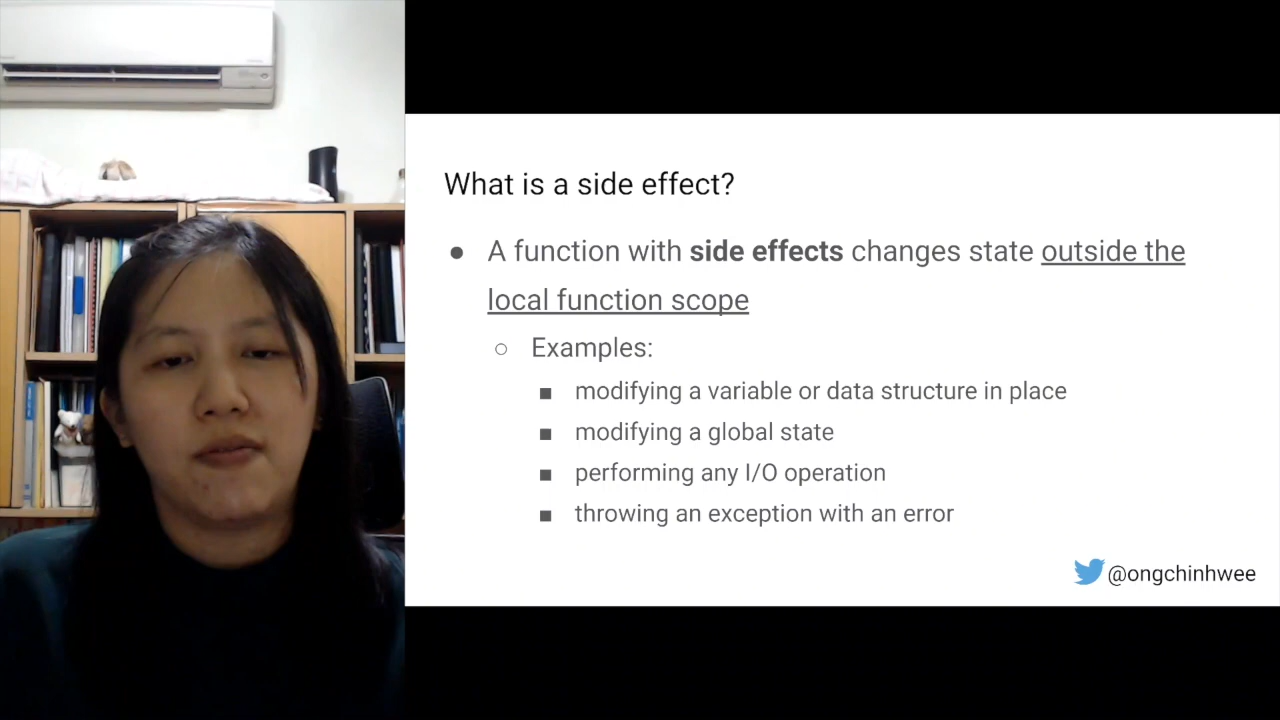 What is a side effect?
● A function with side effects changes state outside the
local function scope
○ Examples:
■ modifying a variable or data structure in place
■ modifying a global state
■ performing any I/O operation
■ throwing an exception with an error
@ongchinhwee